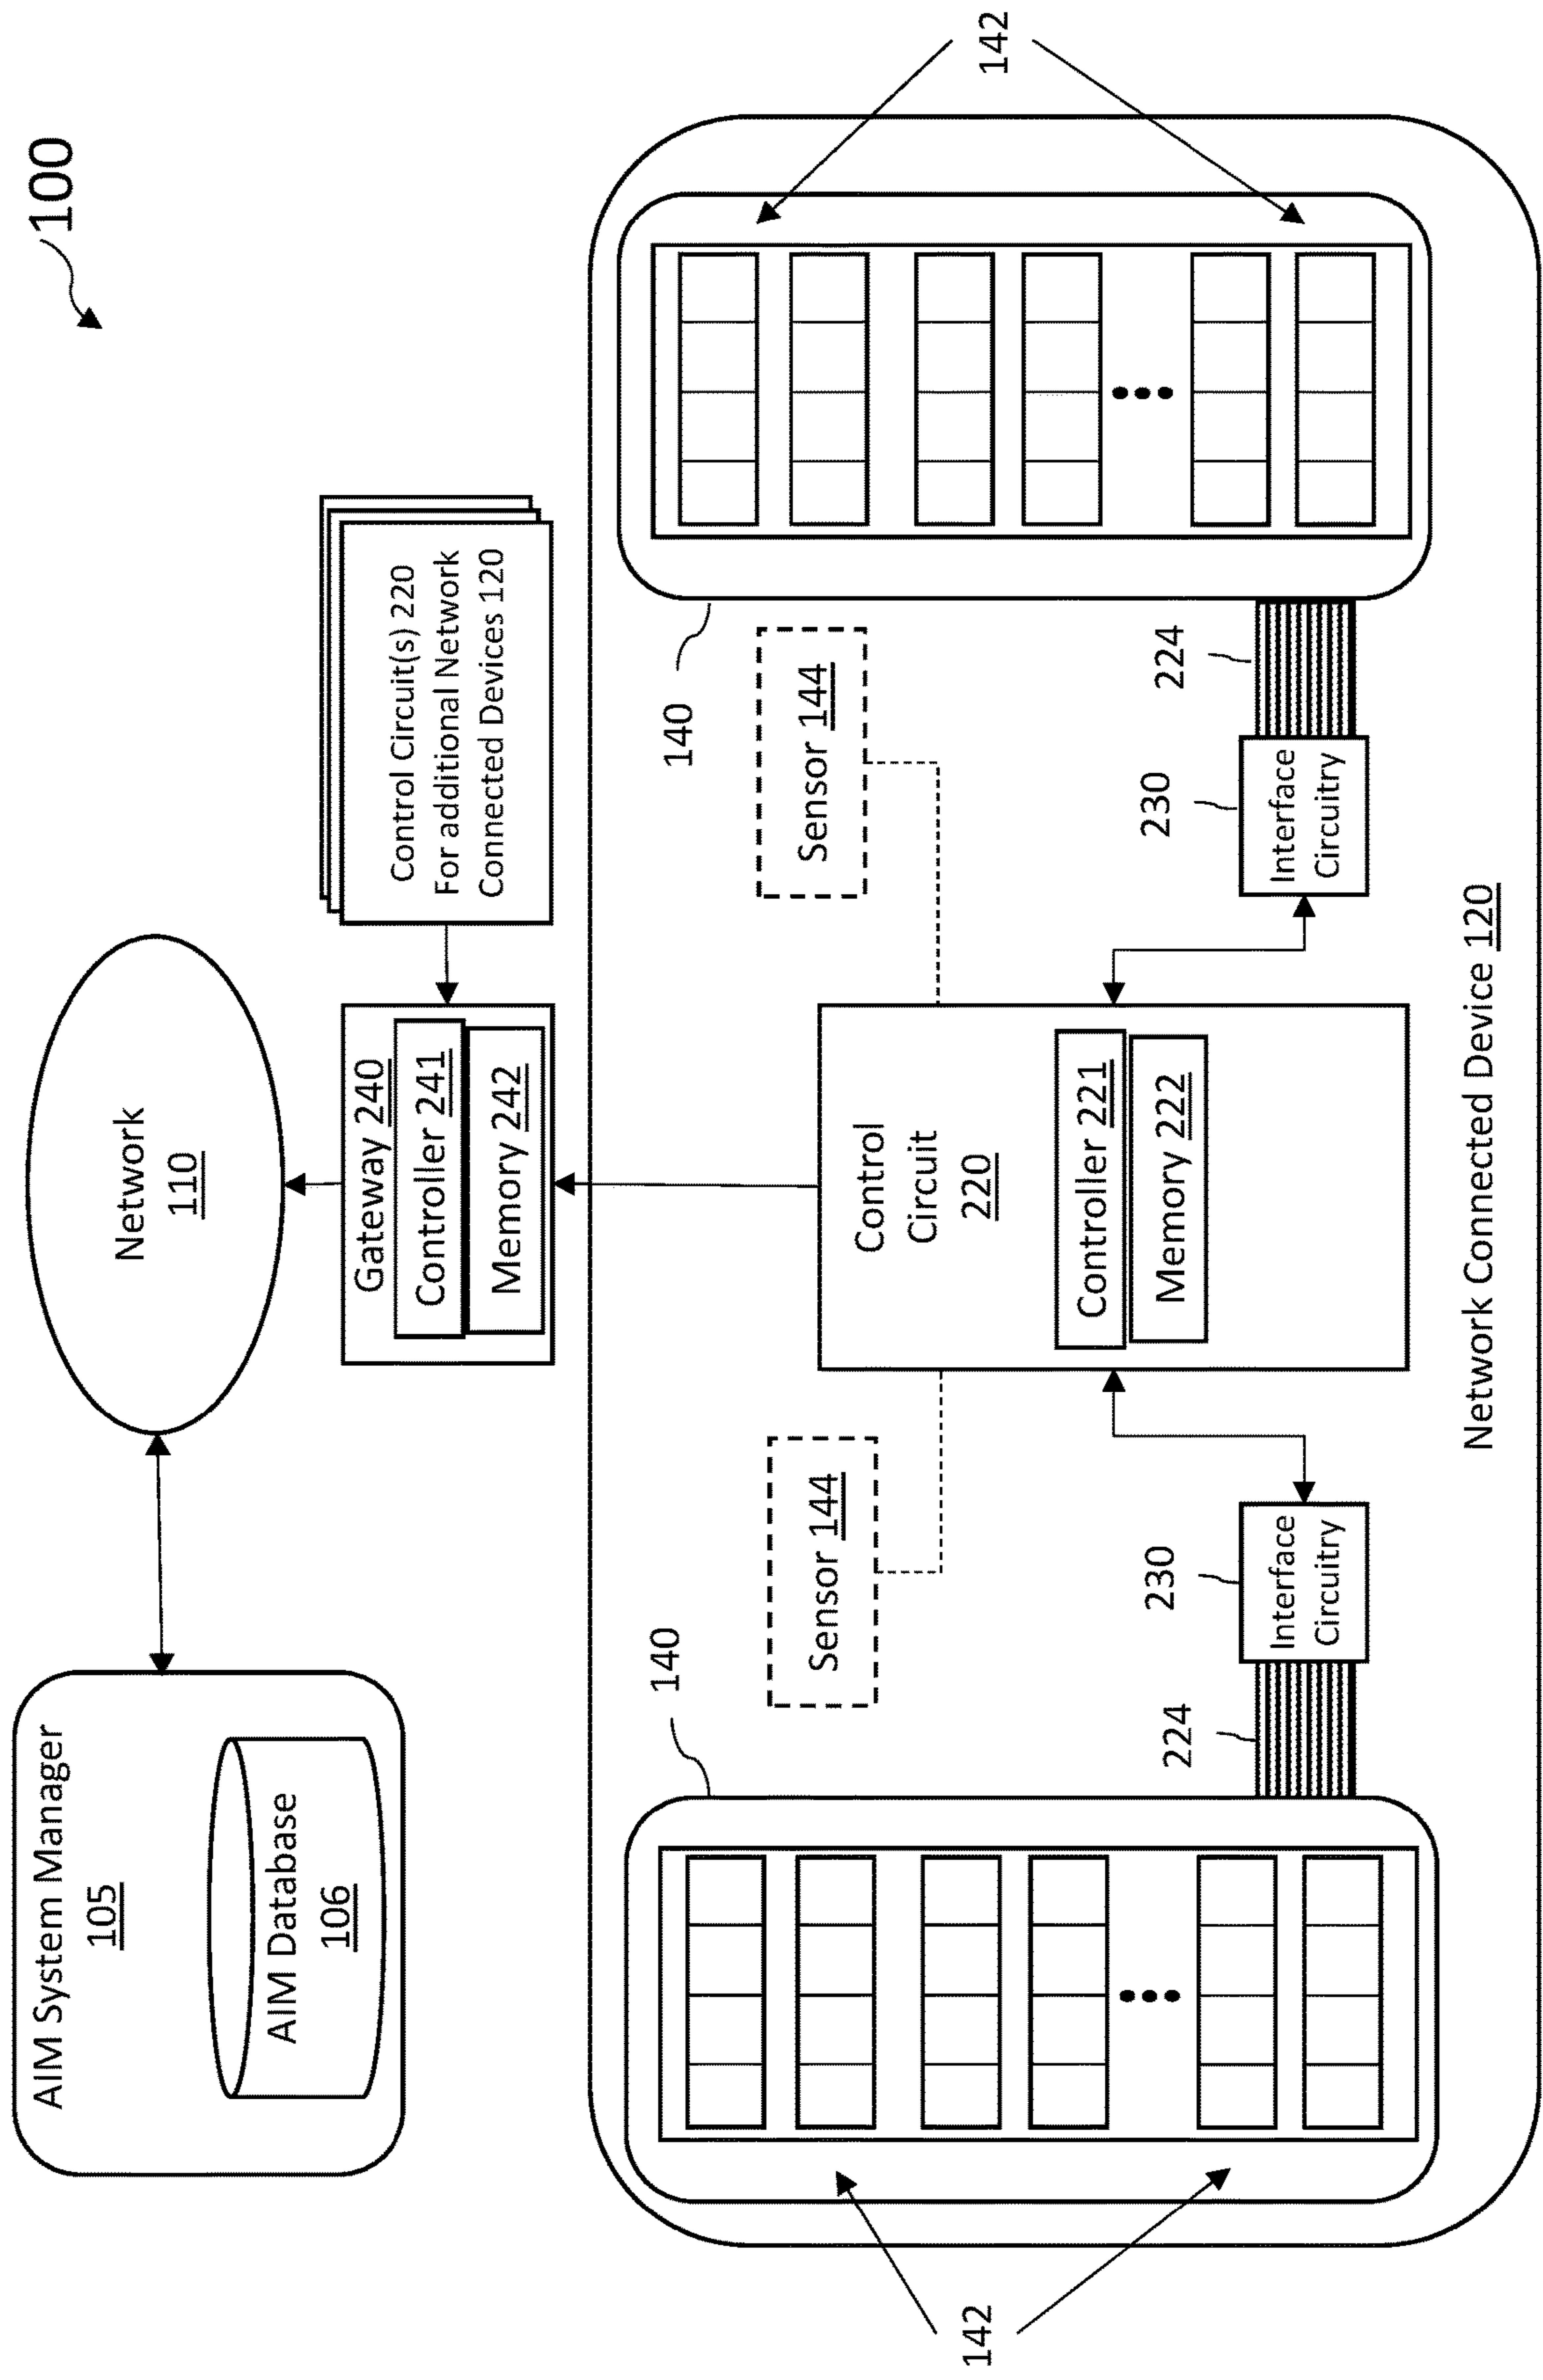 100
AIM System Manager
105
AIM Database
106
Network
110
Gateway 240
Controller 241
Memory 242
Control Circuit(s) 220
For additional Network
Connected Devices 120
140
142
Sensor 144
224
230
Interface
Circuitry
Control
Circuit
220
Controller 221
Memory 222
Sensor 144
140
142
224
230
Interface
Circuitry
Network Connected Device 120